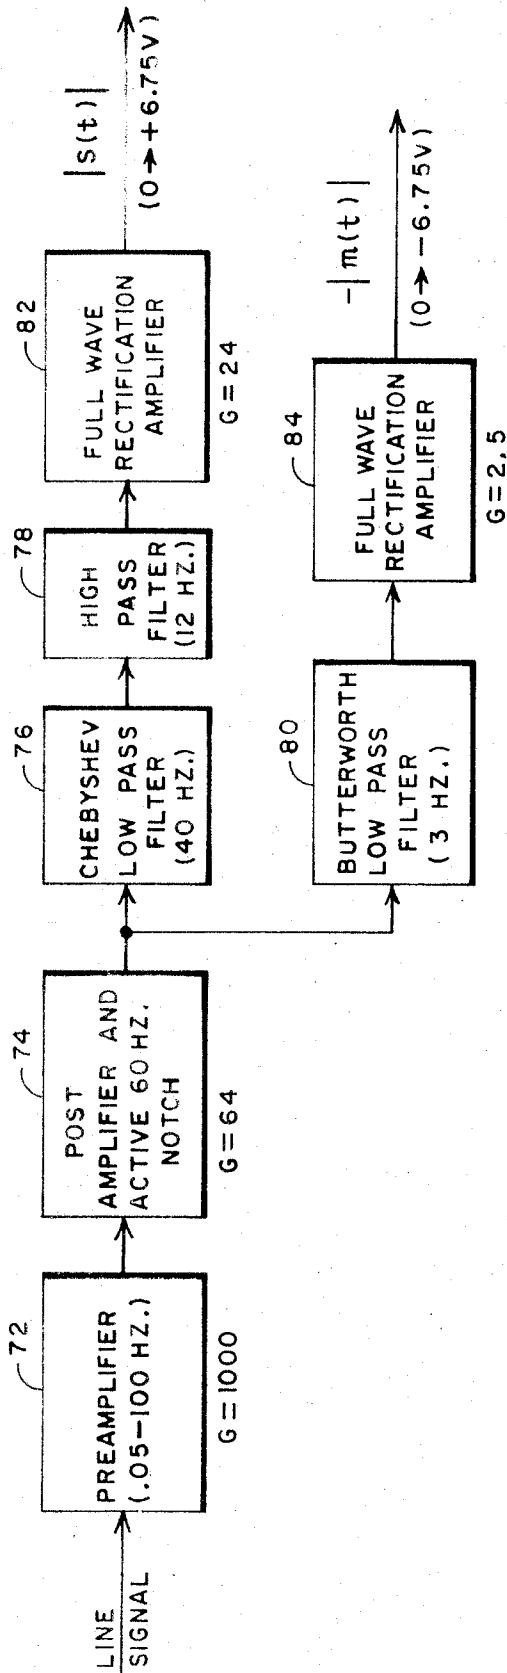 LINE
SIGNAL
72
PREAMPLIFIER
(.05–100 HZ.)
G=1000
74
POST
AMPLIFIER AND
ACTIVE 60 HZ.
NOTCH
G=64
76
CHEBYSHEV
LOW PASS
FILTER
(40 HZ.)
78
HIGH
PASS
FILTER
(12 HZ.)
82
FULL WAVE
RECTIFICATION
AMPLIFIER
G=24
|s(t)|
(0→+6.75V)
80
BUTTERWORTH
LOW PASS
FILTER
(3 HZ.)
84
FULL WAVE
RECTIFICATION
AMPLIFIER
G=2.5
-|m(t)|
(0→-6.75V)